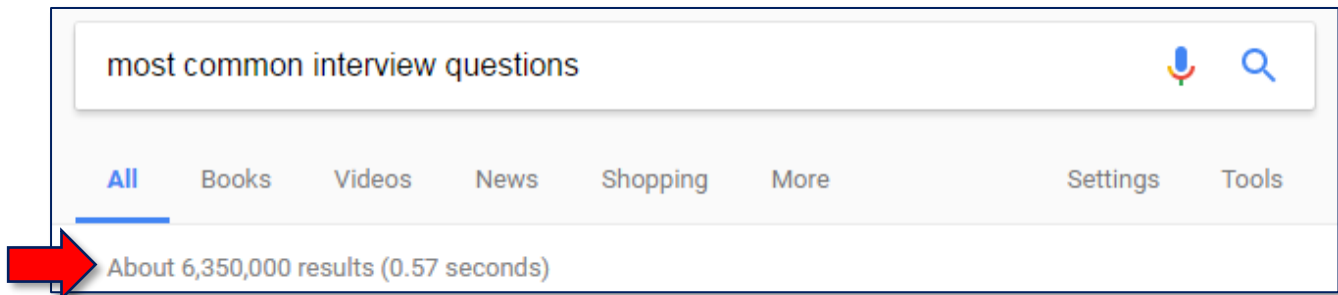 most common interview questions
All Books Videos News Shopping More Settings Tools
About 6,350,000 results (0.57 seconds)